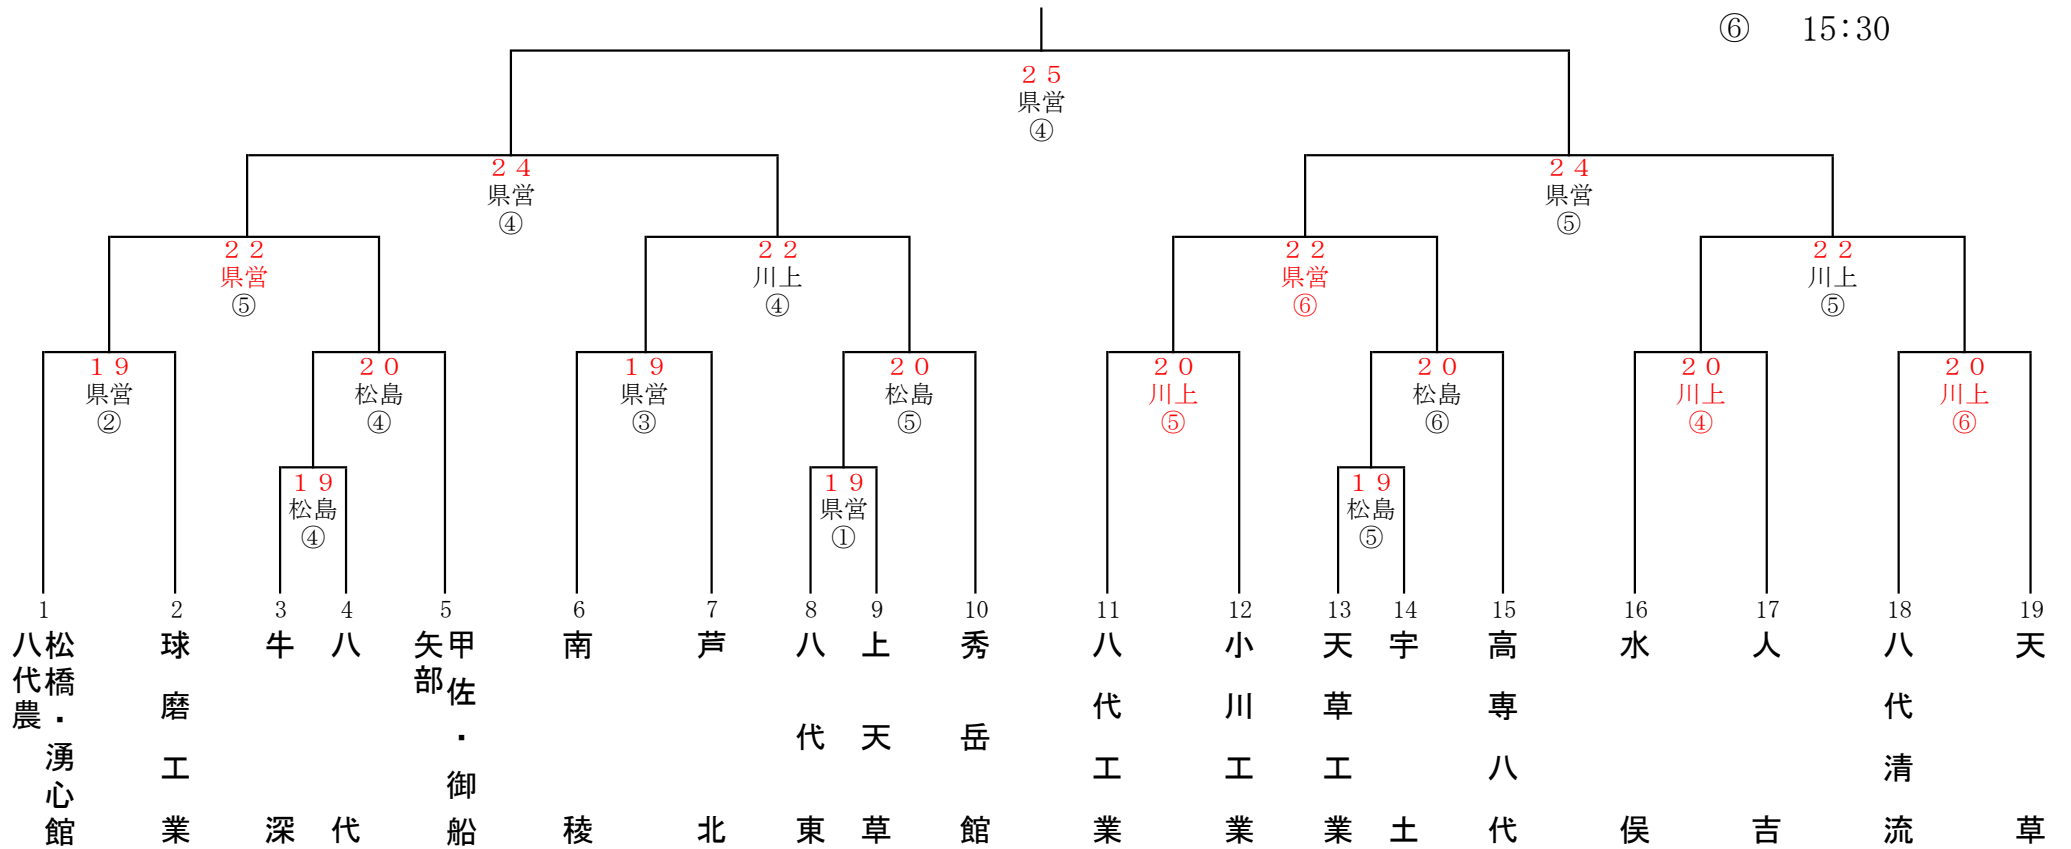 ⑥ 15:30
25
県営
④
24
県営
④
24
県営
⑤
22
県営
⑤
22
川上
④
22
県営
⑥
22
川上
⑤
19
県営
②
20
松島
④
19
県営
③
20
松島
⑤
20
川上
⑤
20
松島
⑥
20
川上
④
20
川上
⑥
19
松島
④
19
県営
①
19
松島
⑤
1 2 3 4 5 6 7 8 9 10 11 12 13 14 15 16 17 18 19
松橋・湧心館
八代農
球磨工業
牛深
八代
甲佐・御船
矢部
南稜
芦北
八代東
上天草
秀岳館
八代工業
小川工業
天草工業
宇土
高専八代
水俣
人吉
八代清流
天草